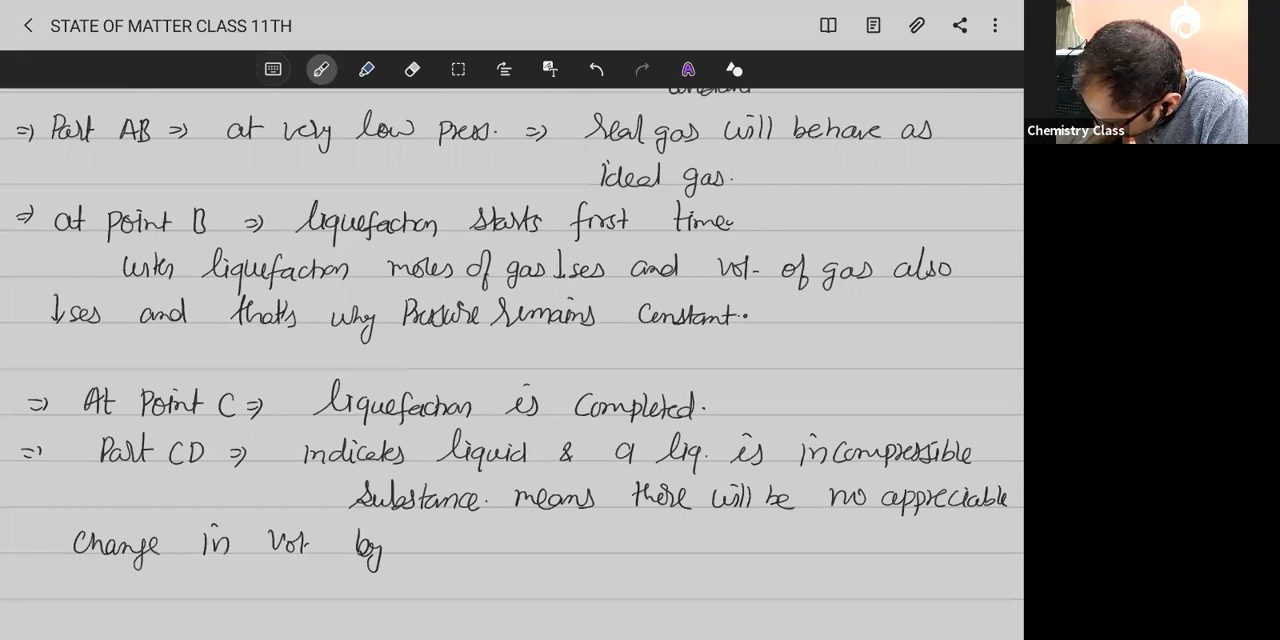 STATE OF MATTER CLASS 11TH
constant
Chemistry Class
⇒ Part AB ⇒ at very low press. ⇒ real gas will behave as
ideal gas.
⇒ at point B ⇒ liquefaction starts first time
with liquefaction moles of gas ↓ses and vol. of gas also
↓ses and that's why Pressure remains constant.
⇒ At Point C ⇒ liquefaction is completed.
⇒ Part CD ⇒ indicates liquid & a liq. is incompressible
substance. means there will be no appreciable
change in vol. by